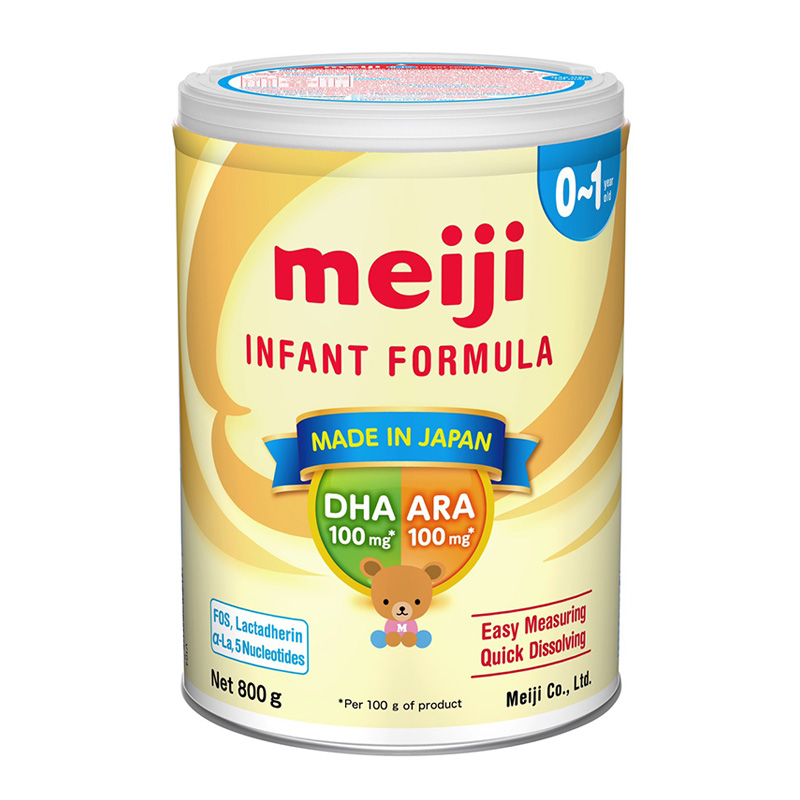 0~1 year old
meiji
INFANT FORMULA
MADE IN JAPAN
DHA ARA
100 mg* 100 mg*
M
FOS, Lactadherin
α-La, 5 Nucleotides
Easy Measuring
Quick Dissolving
Net 800 g
*Per 100 g of product
Meiji Co., Ltd.